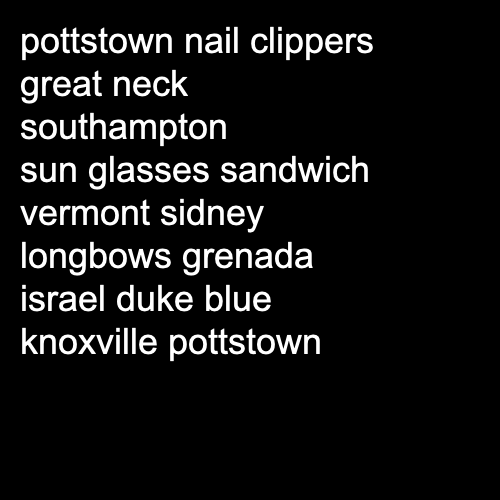 pottstown nail clippers
great neck
southampton
sun glasses sandwich
vermont sidney
longbows grenada
israel duke blue
knoxville pottstown